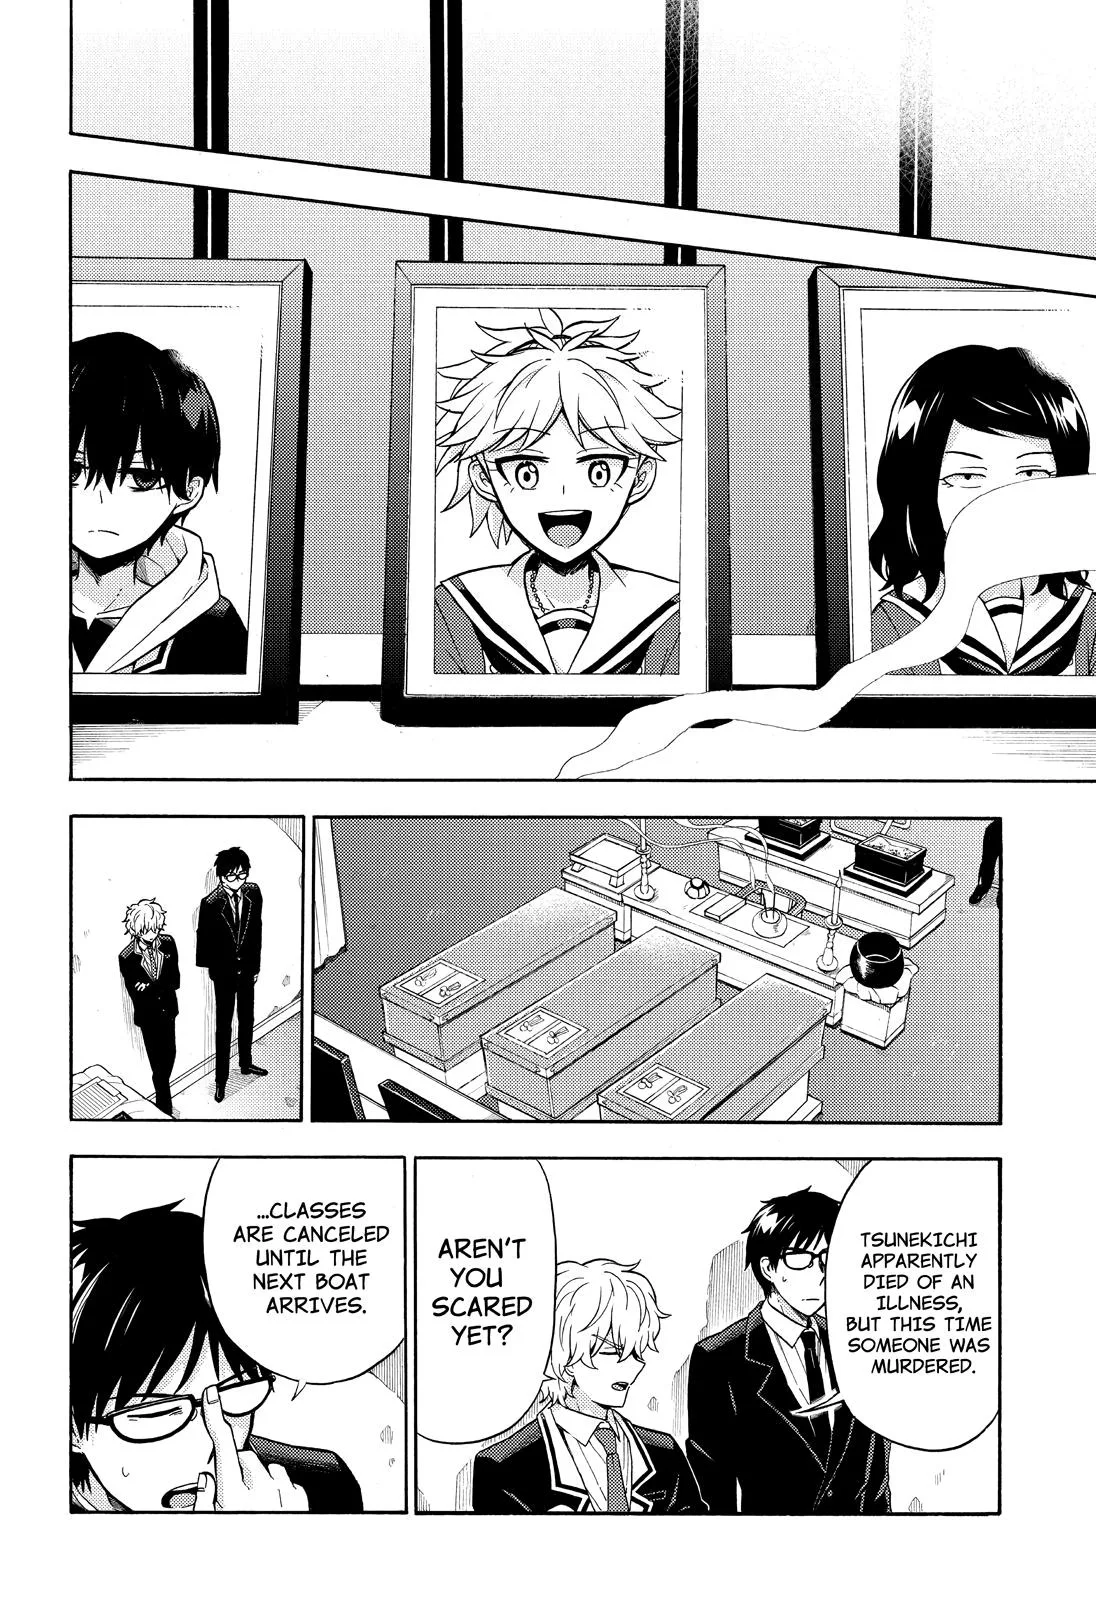 TSUNEKICHI
APPARENTLY
DIED OF AN
ILLNESS,
BUT THIS TIME
SOMEONE WAS
MURDERED.
AREN'T
YOU
SCARED
YET?
...CLASSES
ARE CANCELED
UNTIL THE
NEXT BOAT
ARRIVES.